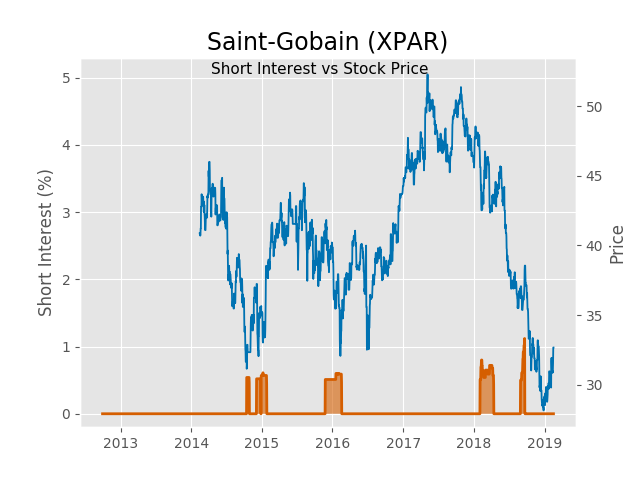 Saint-Gobain (XPAR)
Short Interest vs Stock Price
Short Interest (%)
5
4
3
2
1
0
50
45
40
35
30
Price
2013 2014 2015 2016 2017 2018 2019